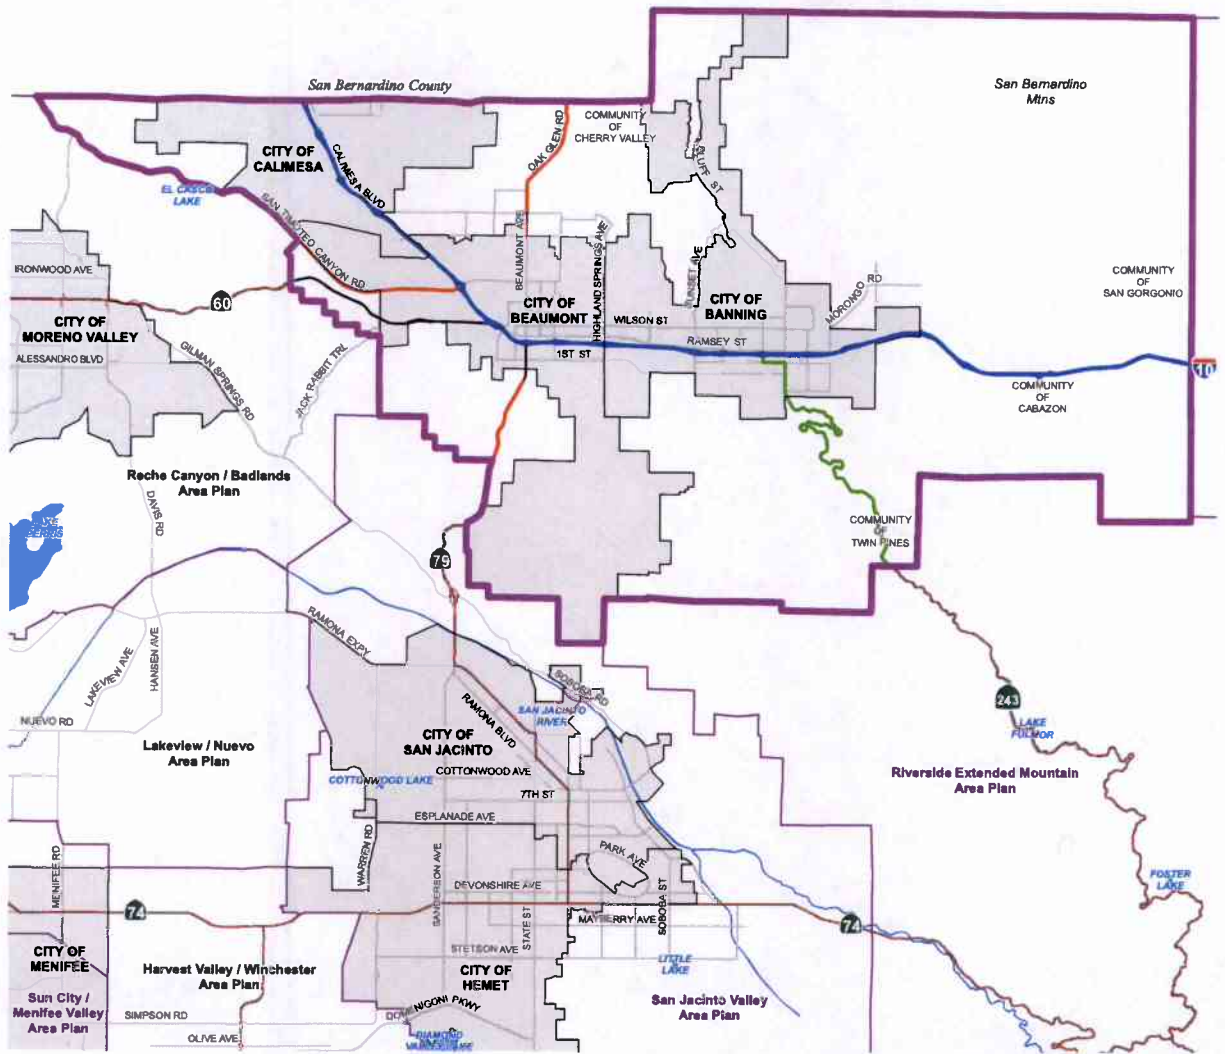 San Bernardino County
San Bernardino
Mtns
COMMUNITY
OF
CHERRY VALLEY
OAK GLEN RD
BLUFF ST
CITY OF
CALIMESA
CALIMESA BLVD
EL CASCO
LAKE
SAN TIMOTEO CANYON RD
BEAUMONT AVE
HIGHLAND SPRINGS AVE
SUNSET AVE
MORONGO RD
IRONWOOD AVE
60
CITY OF
MORENO VALLEY
ALESSANDRO BLVD
CITY OF
BEAUMONT
WILSON ST
CITY OF
BANNING
RAMSEY ST
1ST ST
COMMUNITY
OF
SAN GORGONIO
10
COMMUNITY
OF
CABAZON
GILMAN SPRINGS RD
JACK RABBIT TRL
Reche Canyon / Badlands
Area Plan
DAVIS RD
LAKE
PERRIS
79
COMMUNITY
OF
TWIN PINES
RAMONA EXPY
LAKEVIEW AVE
HANSEN AVE
NUEVO RD
SOBOBA RD
SAN JACINTO
RIVER
RAMONA BLVD
243
LAKE
FULMOR
Lakeview / Nuevo
Area Plan
CITY OF
SAN JACINTO
COTTONWOOD AVE
COTTONWOOD LAKE
7TH ST
ESPLANADE AVE
Riverside Extended Mountain
Area Plan
MENIFEE RD
WARREN RD
SANDERSON AVE
PARK AVE
DEVONSHIRE AVE
STATE ST
SOBOBA ST
FOSTER
LAKE
74
MAYBERRY AVE
74
STETSON AVE
CITY OF
MENIFEE
Harvest Valley / Winchester
Area Plan
CITY OF
HEMET
LITTLE
LAKE
Sun City /
Menifee Valley
Area Plan
San Jacinto Valley
Area Plan
DOMENIGONI PKWY
SIMPSON RD
OLIVE AVE
DIAMOND